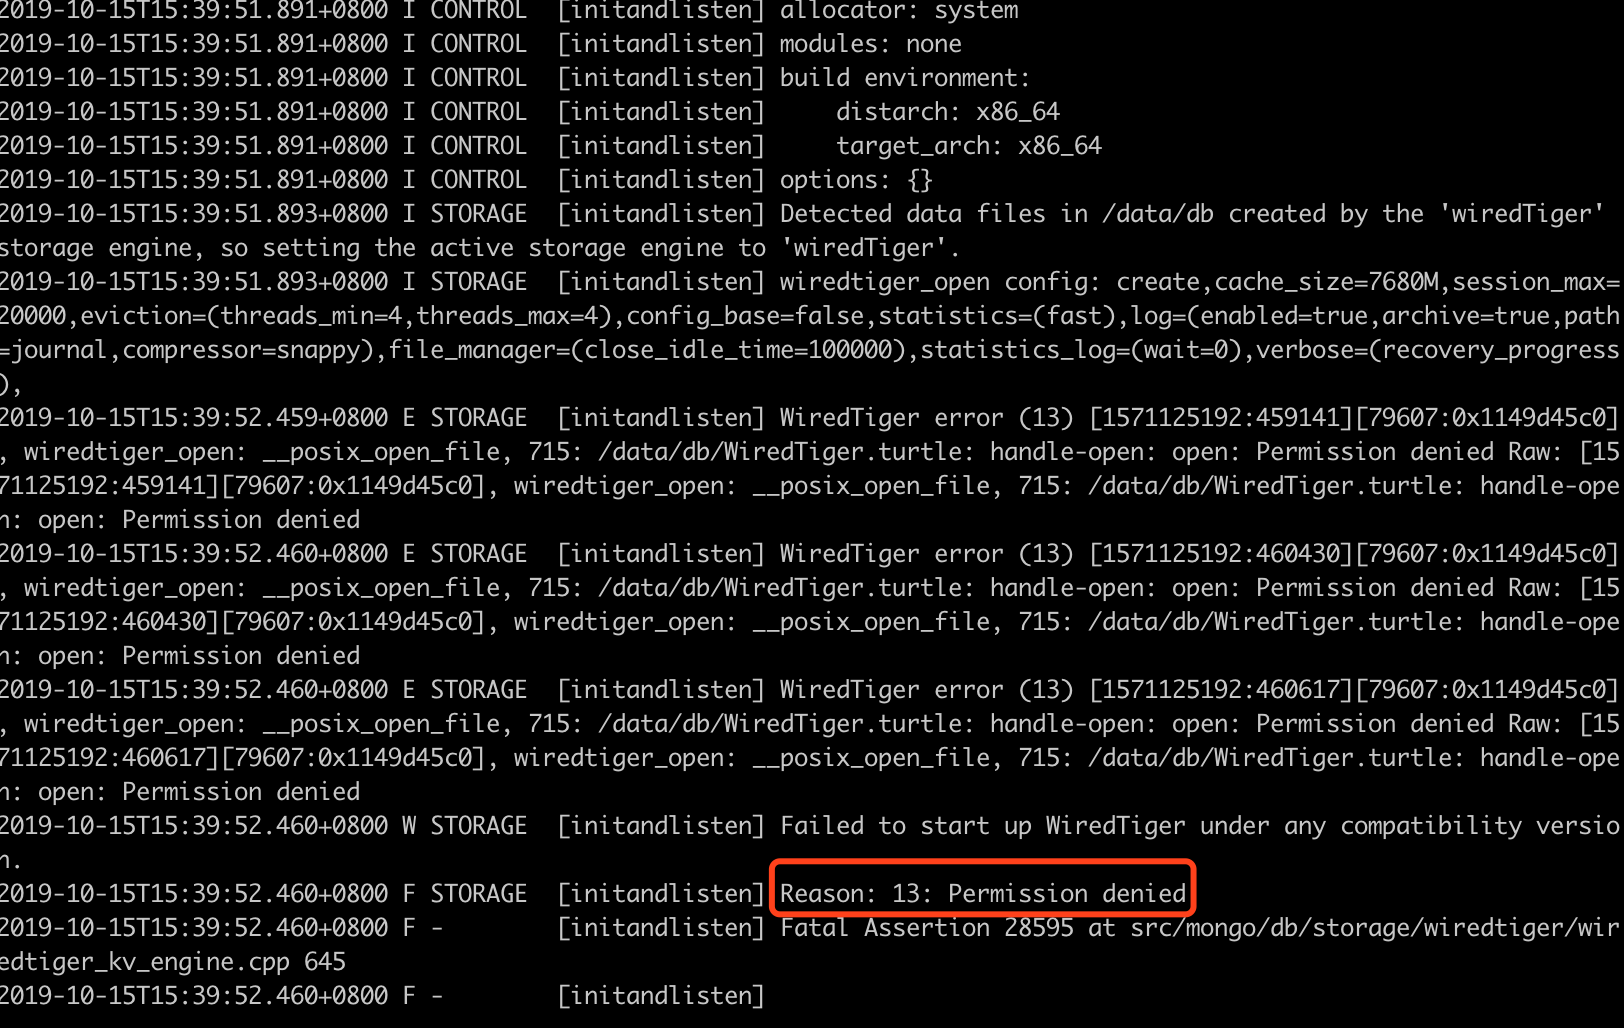 2019-10-15T15:39:51.891+0800 I CONTROL  [initandlisten] allocator: system
2019-10-15T15:39:51.891+0800 I CONTROL  [initandlisten] modules: none
2019-10-15T15:39:51.891+0800 I CONTROL  [initandlisten] build environment:
2019-10-15T15:39:51.891+0800 I CONTROL  [initandlisten]     distarch: x86_64
2019-10-15T15:39:51.891+0800 I CONTROL  [initandlisten]     target_arch: x86_64
2019-10-15T15:39:51.891+0800 I CONTROL  [initandlisten] options: {}
2019-10-15T15:39:51.893+0800 I STORAGE  [initandlisten] Detected data files in /data/db created by the 'wiredTiger'
storage engine, so setting the active storage engine to 'wiredTiger'.
2019-10-15T15:39:51.893+0800 I STORAGE  [initandlisten] wiredtiger_open config: create,cache_size=7680M,session_max=
20000,eviction=(threads_min=4,threads_max=4),config_base=false,statistics=(fast),log=(enabled=true,archive=true,path
=journal,compressor=snappy),file_manager=(close_idle_time=100000),statistics_log=(wait=0),verbose=(recovery_progress
),
2019-10-15T15:39:52.459+0800 E STORAGE  [initandlisten] WiredTiger error (13) [1571125192:459141][79607:0x1149d45c0]
, wiredtiger_open: __posix_open_file, 715: /data/db/WiredTiger.turtle: handle-open: open: Permission denied Raw: [15
71125192:459141][79607:0x1149d45c0], wiredtiger_open: __posix_open_file, 715: /data/db/WiredTiger.turtle: handle-ope
n: open: Permission denied
2019-10-15T15:39:52.460+0800 E STORAGE  [initandlisten] WiredTiger error (13) [1571125192:460430][79607:0x1149d45c0]
, wiredtiger_open: __posix_open_file, 715: /data/db/WiredTiger.turtle: handle-open: open: Permission denied Raw: [15
71125192:460430][79607:0x1149d45c0], wiredtiger_open: __posix_open_file, 715: /data/db/WiredTiger.turtle: handle-ope
n: open: Permission denied
2019-10-15T15:39:52.460+0800 E STORAGE  [initandlisten] WiredTiger error (13) [1571125192:460617][79607:0x1149d45c0]
, wiredtiger_open: __posix_open_file, 715: /data/db/WiredTiger.turtle: handle-open: open: Permission denied Raw: [15
71125192:460617][79607:0x1149d45c0], wiredtiger_open: __posix_open_file, 715: /data/db/WiredTiger.turtle: handle-ope
n: open: Permission denied
2019-10-15T15:39:52.460+0800 W STORAGE  [initandlisten] Failed to start up WiredTiger under any compatibility versio
n.
2019-10-15T15:39:52.460+0800 F STORAGE  [initandlisten] Reason: 13: Permission denied
2019-10-15T15:39:52.460+0800 F -        [initandlisten] Fatal Assertion 28595 at src/mongo/db/storage/wiredtiger/wir
edtiger_kv_engine.cpp 645
2019-10-15T15:39:52.460+0800 F -        [initandlisten]